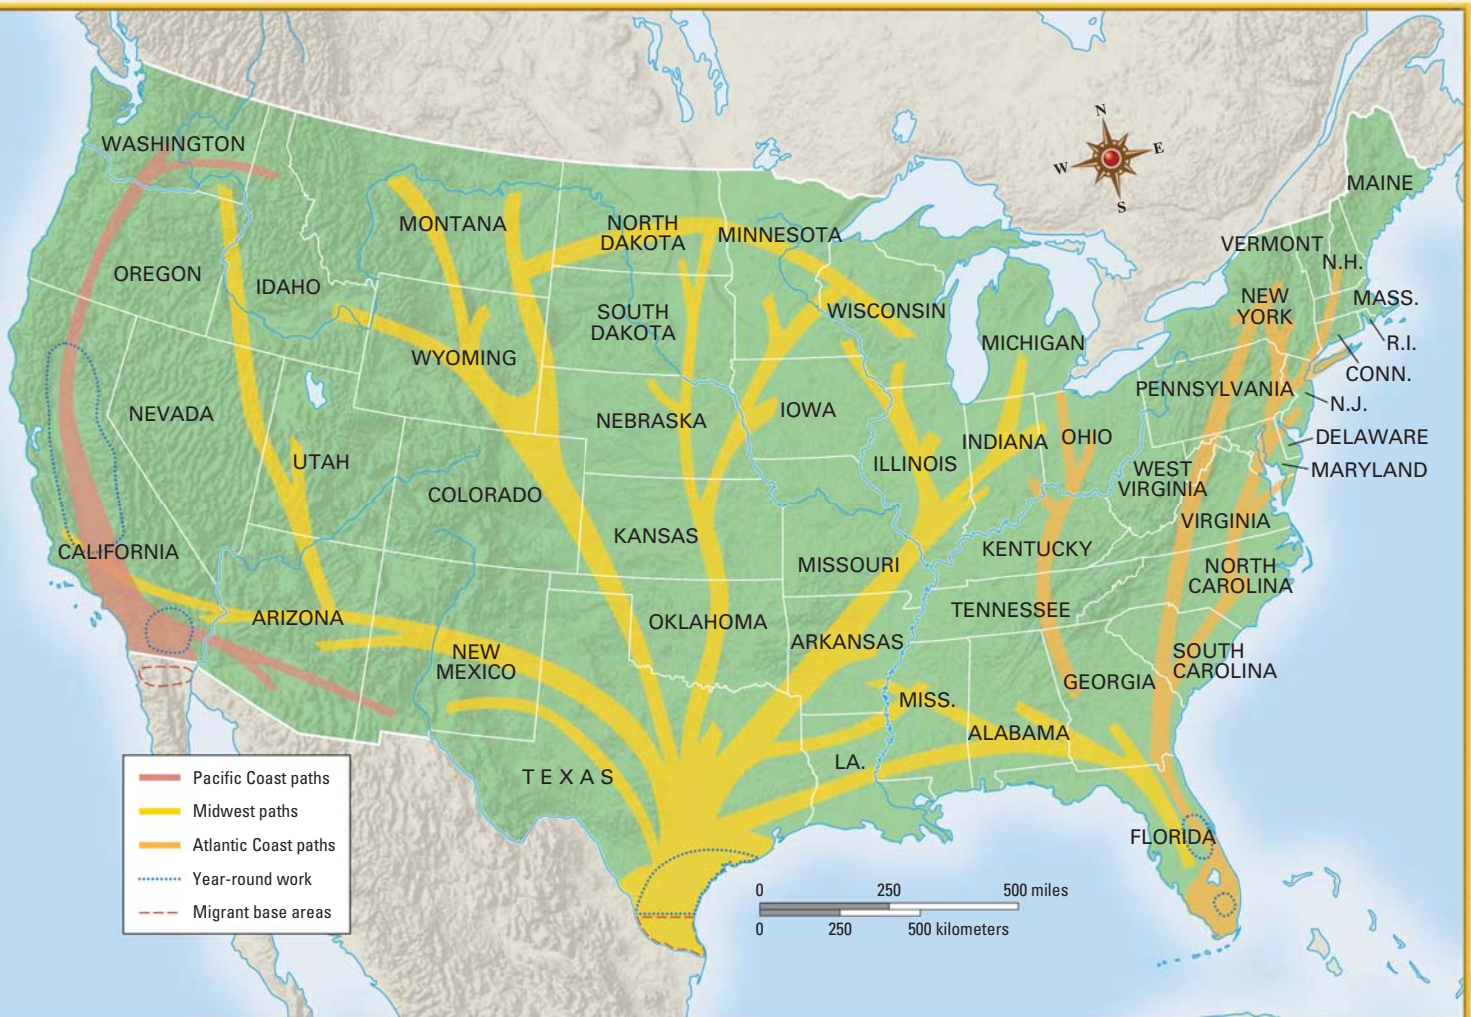 N
W
E
S
WASHINGTON
MONTANA
NORTH
DAKOTA
MINNESOTA
MAINE
VERMONT
N.H.
OREGON
IDAHO
WYOMING
SOUTH
DAKOTA
WISCONSIN
MICHIGAN
NEW
YORK
MASS.
R.I.
CONN.
N.J.
PENNSYLVANIA
NEVADA
UTAH
COLORADO
NEBRASKA
IOWA
ILLINOIS
INDIANA
OHIO
WEST
VIRGINIA
DELAWARE
MARYLAND
VIRGINIA
CALIFORNIA
ARIZONA
NEW
MEXICO
KANSAS
MISSOURI
KENTUCKY
NORTH
CAROLINA
OKLAHOMA
ARKANSAS
TENNESSEE
SOUTH
CAROLINA
TEXAS
LA.
MISS.
ALABAMA
GEORGIA
FLORIDA
Pacific Coast paths
Midwest paths
Atlantic Coast paths
Year-round work
Migrant base areas
0 250 500 miles
0 250 500 kilometers